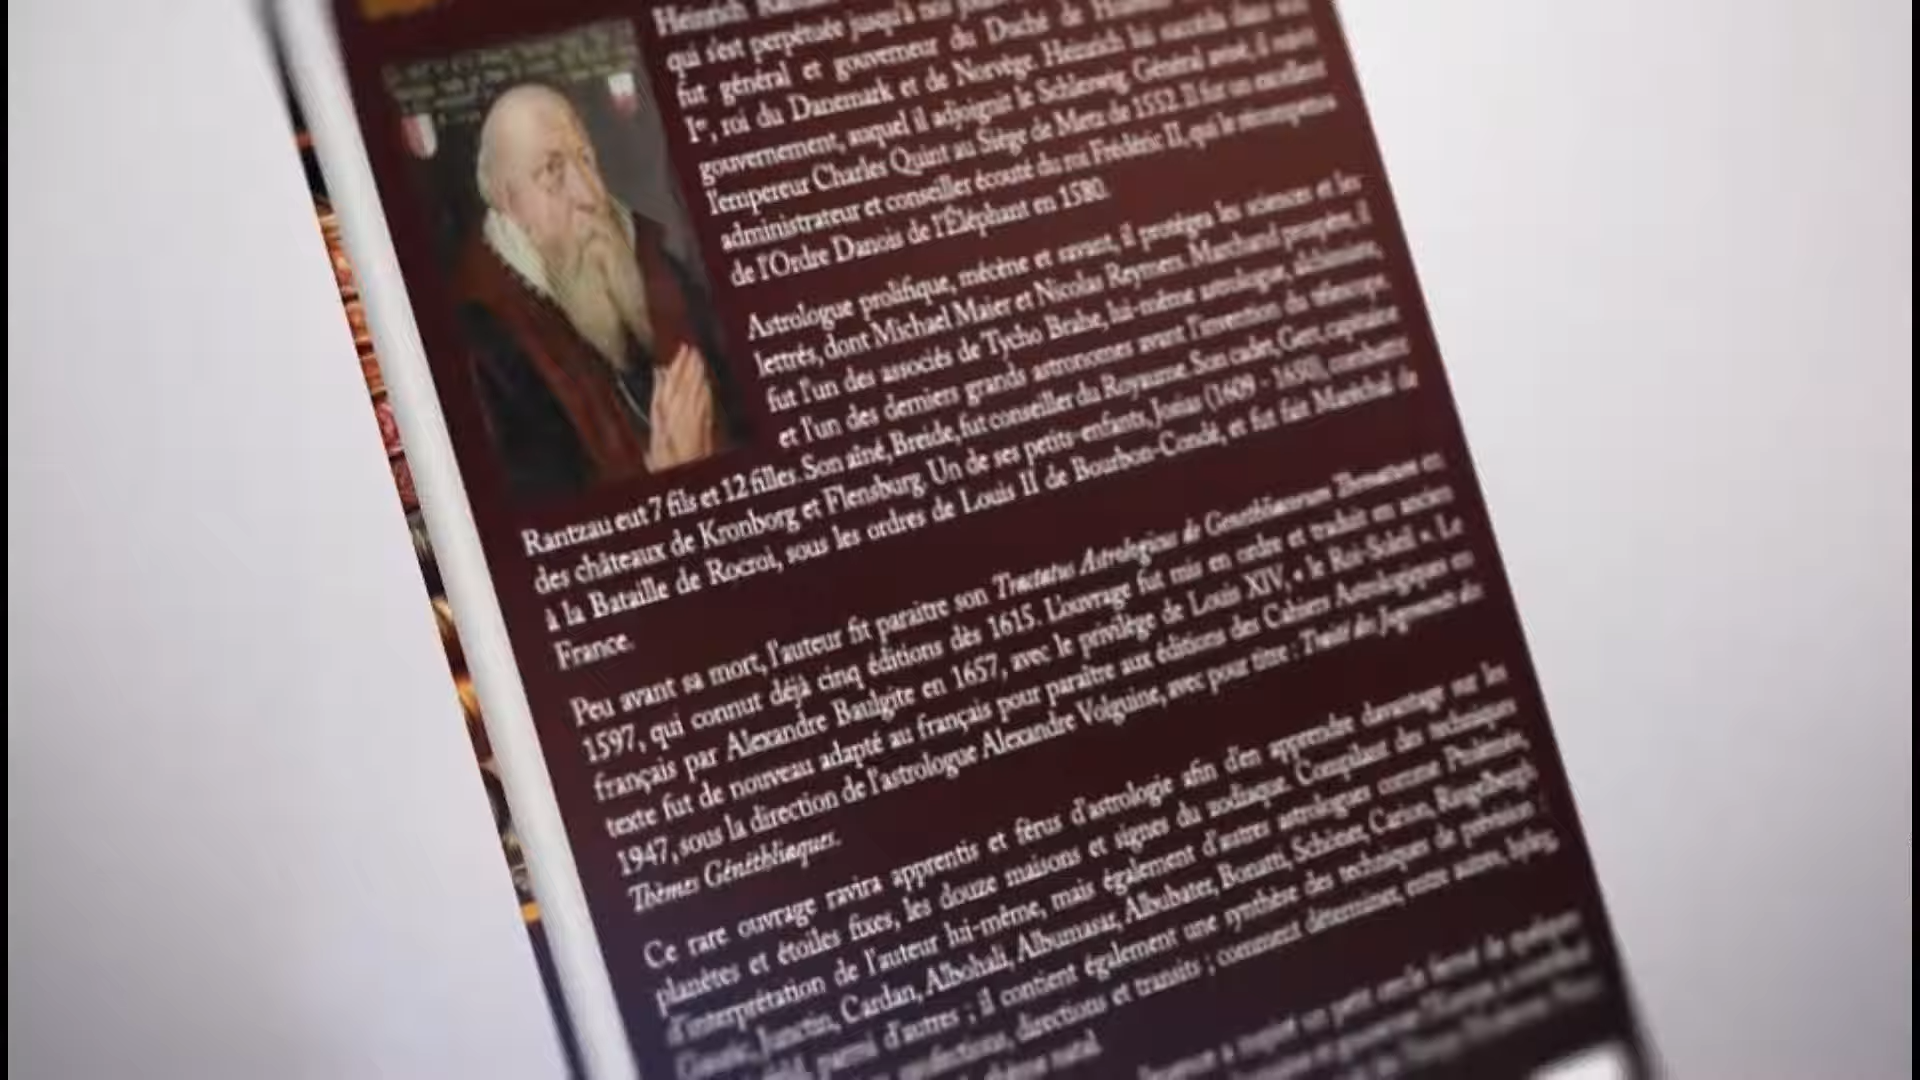 Heinrich
qui s'est perpétuée jusqu'à nos
fut général et gouverneur du Duché de
Iᵉʳ, roi du Danemark et de Norvège. Heinrich lui succéda dans ce
gouvernement, auquel il adjoignit le Schleswig. Général avisé, il suivit
l'empereur Charles Quint au Siège de Metz de 1552. Il fut un excellent
administrateur et conseiller écouté du roi Frédéric II, qui le récompensa
de l'Ordre Danois de l'Éléphant en 1580.
Astrologue prolifique, mécène et savant, il protégea les sciences et les
lettrés, dont Michael Maier et Nicolas Reymers. Marchand prospère, il
fut l'un des associés de Tycho Brahe, lui-même astrologue, alchimiste,
et l'un des derniers grands astronomes avant l'invention du télescope.
Rantzau eut 7 fils et 12 filles. Son aîné, Breide, fut conseiller du Royaume. Son cadet, Gert, capitaine
des châteaux de Kronborg et Flensburg. Un de ses petits-enfants, Josias (1609 - 1650), combattit
à la Bataille de Rocroi, sous les ordres de Louis II de Bourbon-Condé, et fut fait Maréchal de
France.
Peu avant sa mort, l'auteur fit paraître son Tractatus Astrologicus de Genethliacorum Thematum en
1597, qui connut déjà cinq éditions dès 1615. L'ouvrage fut mis en ordre et traduit en ancien
français par Alexandre Baulgite en 1657, avec le privilège de Louis XIV, « le Roi-Soleil ». Le
texte fut de nouveau adapté au français pour paraître aux éditions des Cahiers Astrologiques en
1947, sous la direction de l'astrologue Alexandre Volguine, avec pour titre : Traité des Jugements des
Thèmes Généthliaques.
Ce rare ouvrage ravira apprentis et férus d'astrologie afin d'en apprendre davantage sur les
planètes et étoiles fixes, les douze maisons et signes du zodiaque. Compilant des techniques
d'interprétation de l'auteur lui-même, mais également d'autres astrologues comme Ptolémée,
Junctin, Cardan, Albohali, Albumasar, Albubater, Bonatti, Schöner, Carion, Ringelbergh
parmi d'autres ; il contient également une synthèse des techniques de prévision :
profections, directions et transits ; comment déterminer, entre autres, hyleg,
natal.